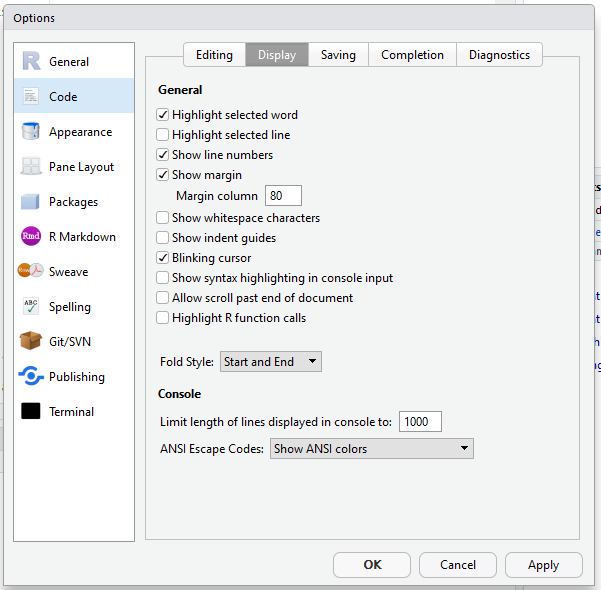 Options
General
Code
Appearance
Pane Layout
Packages
Rmd R Markdown
Sweave
ABC Spelling
Git/SVN
Publishing
Terminal
Editing Display Saving Completion Diagnostics
General
Highlight selected word
Highlight selected line
Show line numbers
Show margin
Margin column 80
Show whitespace characters
Show indent guides
Blinking cursor
Show syntax highlighting in console input
Allow scroll past end of document
Highlight R function calls
Fold Style: Start and End
Console
Limit length of lines displayed in console to: 1000
ANSI Escape Codes: Show ANSI colors
OK Cancel Apply